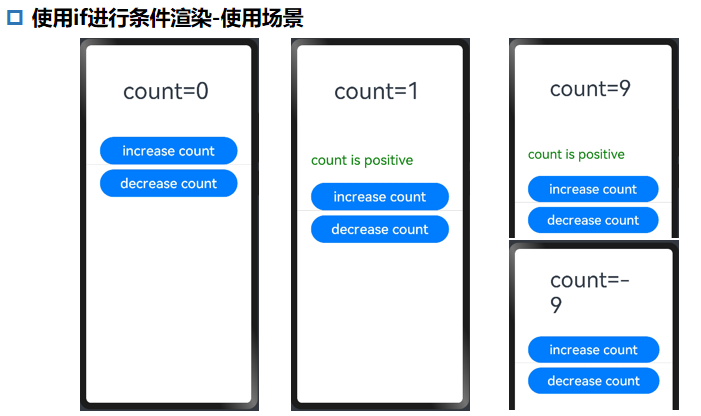 使用if进行条件渲染-使用场景
count=0
increase count
decrease count
count=1
count is positive
increase count
decrease count
count=9
count is positive
increase count
decrease count
count=-
9
increase count
decrease count